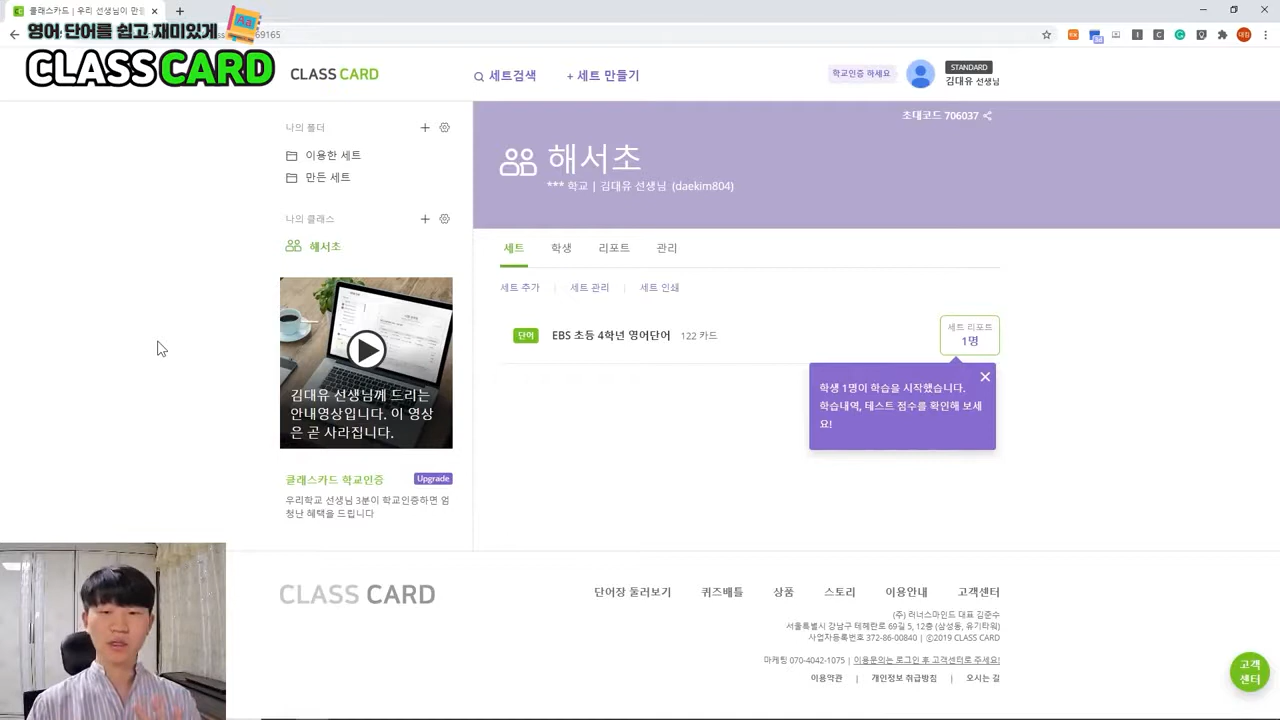 클래스카드 | 우리 선생님이 만든
영어 단어를 쉽고 재미있게
Aa
69165
CLASSCARD
CLASS CARD
세트검색
+ 세트 만들기
학교인증 하세요
STANDARD
김대유 선생님
나의 폴더
이용한 세트
만든 세트
나의 클래스
해서초
김대유 선생님께 드리는
안내영상입니다. 이 영상
은 곧 사라집니다.
클래스카드 학교인증
Upgrade
우리학교 선생님 3분이 학교인증하면 엄
청난 혜택을 드립니다
초대코드 706037
해서초
*** 학교 | 김대유 선생님 (daekim804)
세트 학생 리포트 관리
세트 추가 | 세트 관리 | 세트 인쇄
단어 EBS 초등 4학년 영어단어 122 카드
세트 리포트
1명
학생 1명이 학습을 시작했습니다.
학습내역, 테스트 점수를 확인해 보세
요!
CLASS CARD
단어장 둘러보기 퀴즈배틀 상품 스토리 이용안내 고객센터
(주) 러너스마인드 대표 김준수
서울특별시 강남구 테헤란로 69길 5, 12층 (삼성동, 유기타워)
사업자등록번호 372-86-00840 | ⓒ2019 CLASS CARD
마케팅 070-4042-1075 | 이용문의는 로그인 후 고객센터로 주세요!
이용약관 | 개인정보 취급방침 | 오시는 길
고객
센터